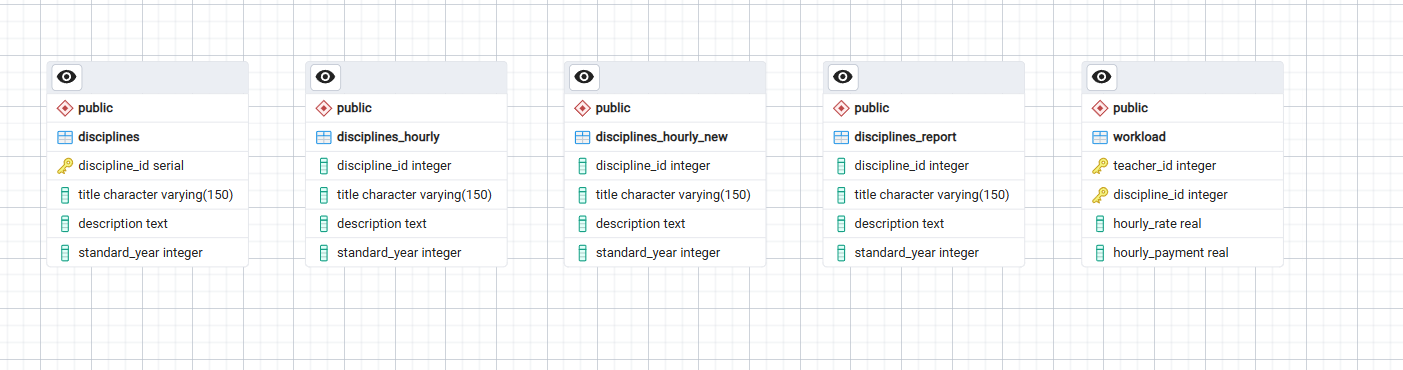 public
disciplines
discipline_id serial
title character varying(150)
description text
standard_year integer
public
disciplines_hourly
discipline_id integer
title character varying(150)
description text
standard_year integer
public
disciplines_hourly_new
discipline_id integer
title character varying(150)
description text
standard_year integer
public
disciplines_report
discipline_id integer
title character varying(150)
description text
standard_year integer
public
workload
teacher_id integer
discipline_id integer
hourly_rate real
hourly_payment real